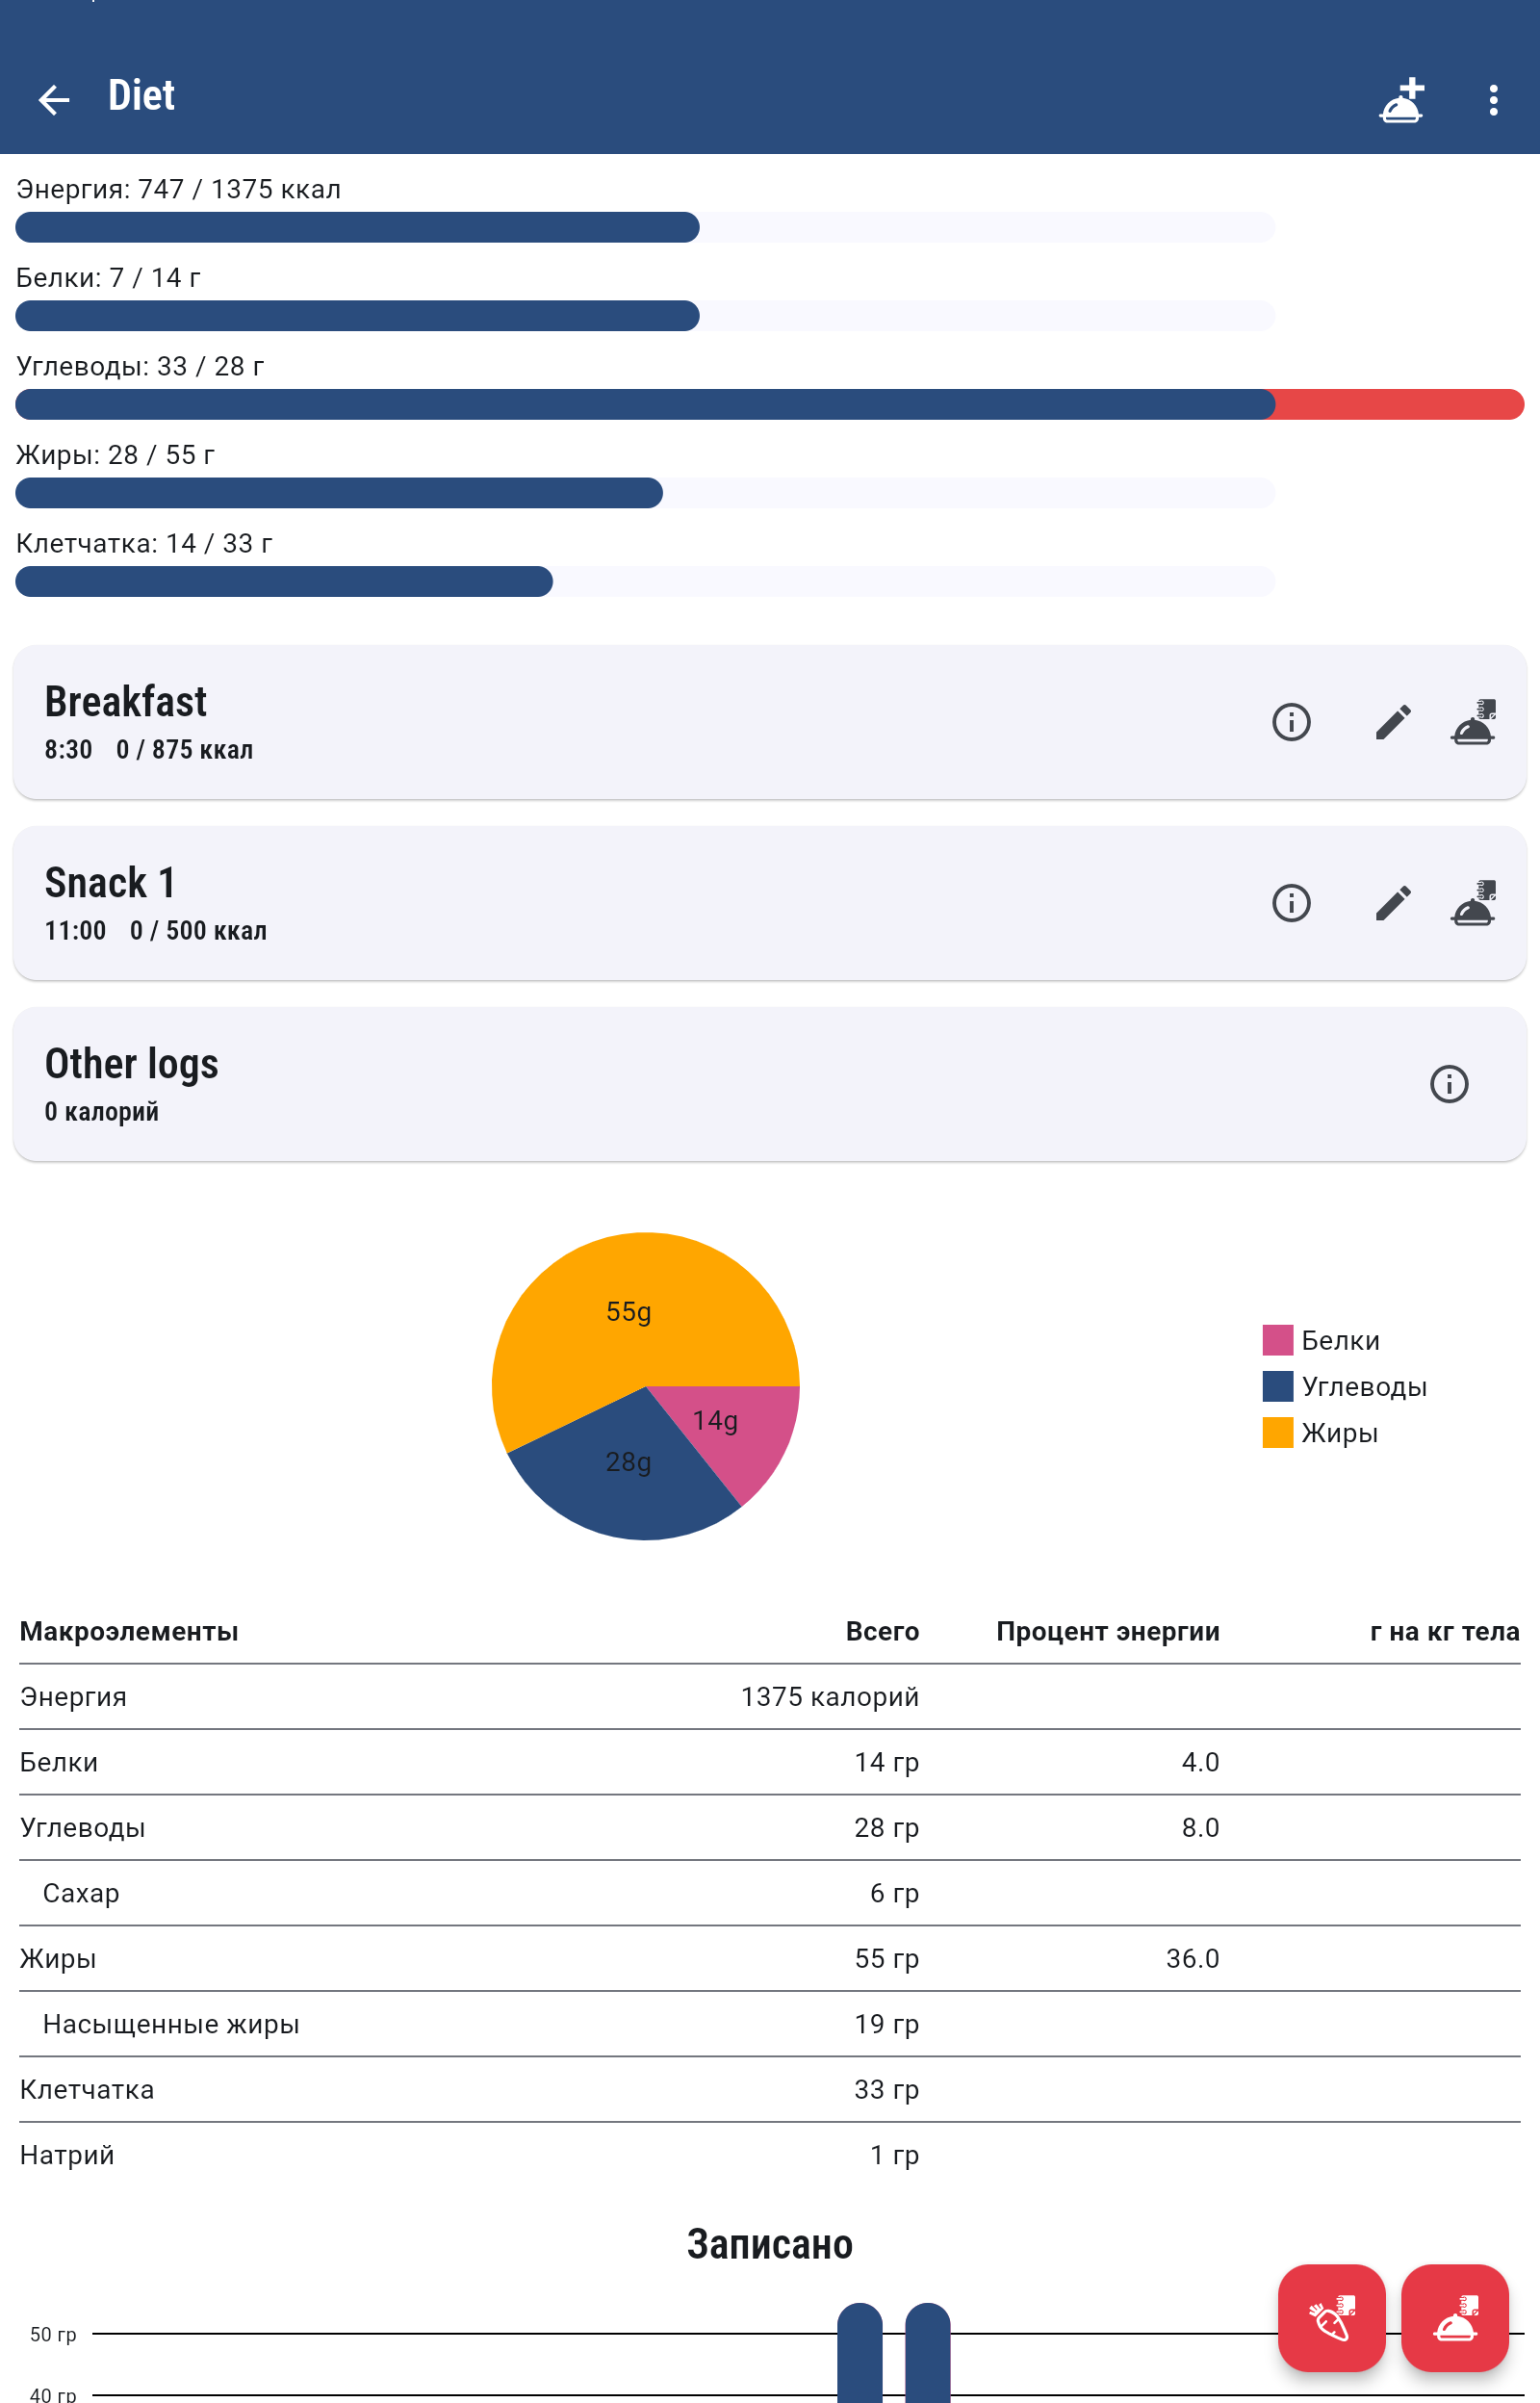 Diet
Энергия: 747 / 1375 ккал
Белки: 7 / 14 г
Углеводы: 33 / 28 г
Жиры: 28 / 55 г
Клетчатка: 14 / 33 г
Breakfast
8:30 0 / 875 ккал
Snack 1
11:00 0 / 500 ккал
Other logs
0 калорий
55g
14g
28g
Белки
Углеводы
Жиры
Макроэлементы Всего Процент энергии г на кг тела
Энергия 1375 калорий
Белки 14 гр 4.0
Углеводы 28 гр 8.0
Сахар 6 гр
Жиры 55 гр 36.0
Насыщенные жиры 19 гр
Клетчатка 33 гр
Натрий 1 гр
Записано
50 гр
40 гр